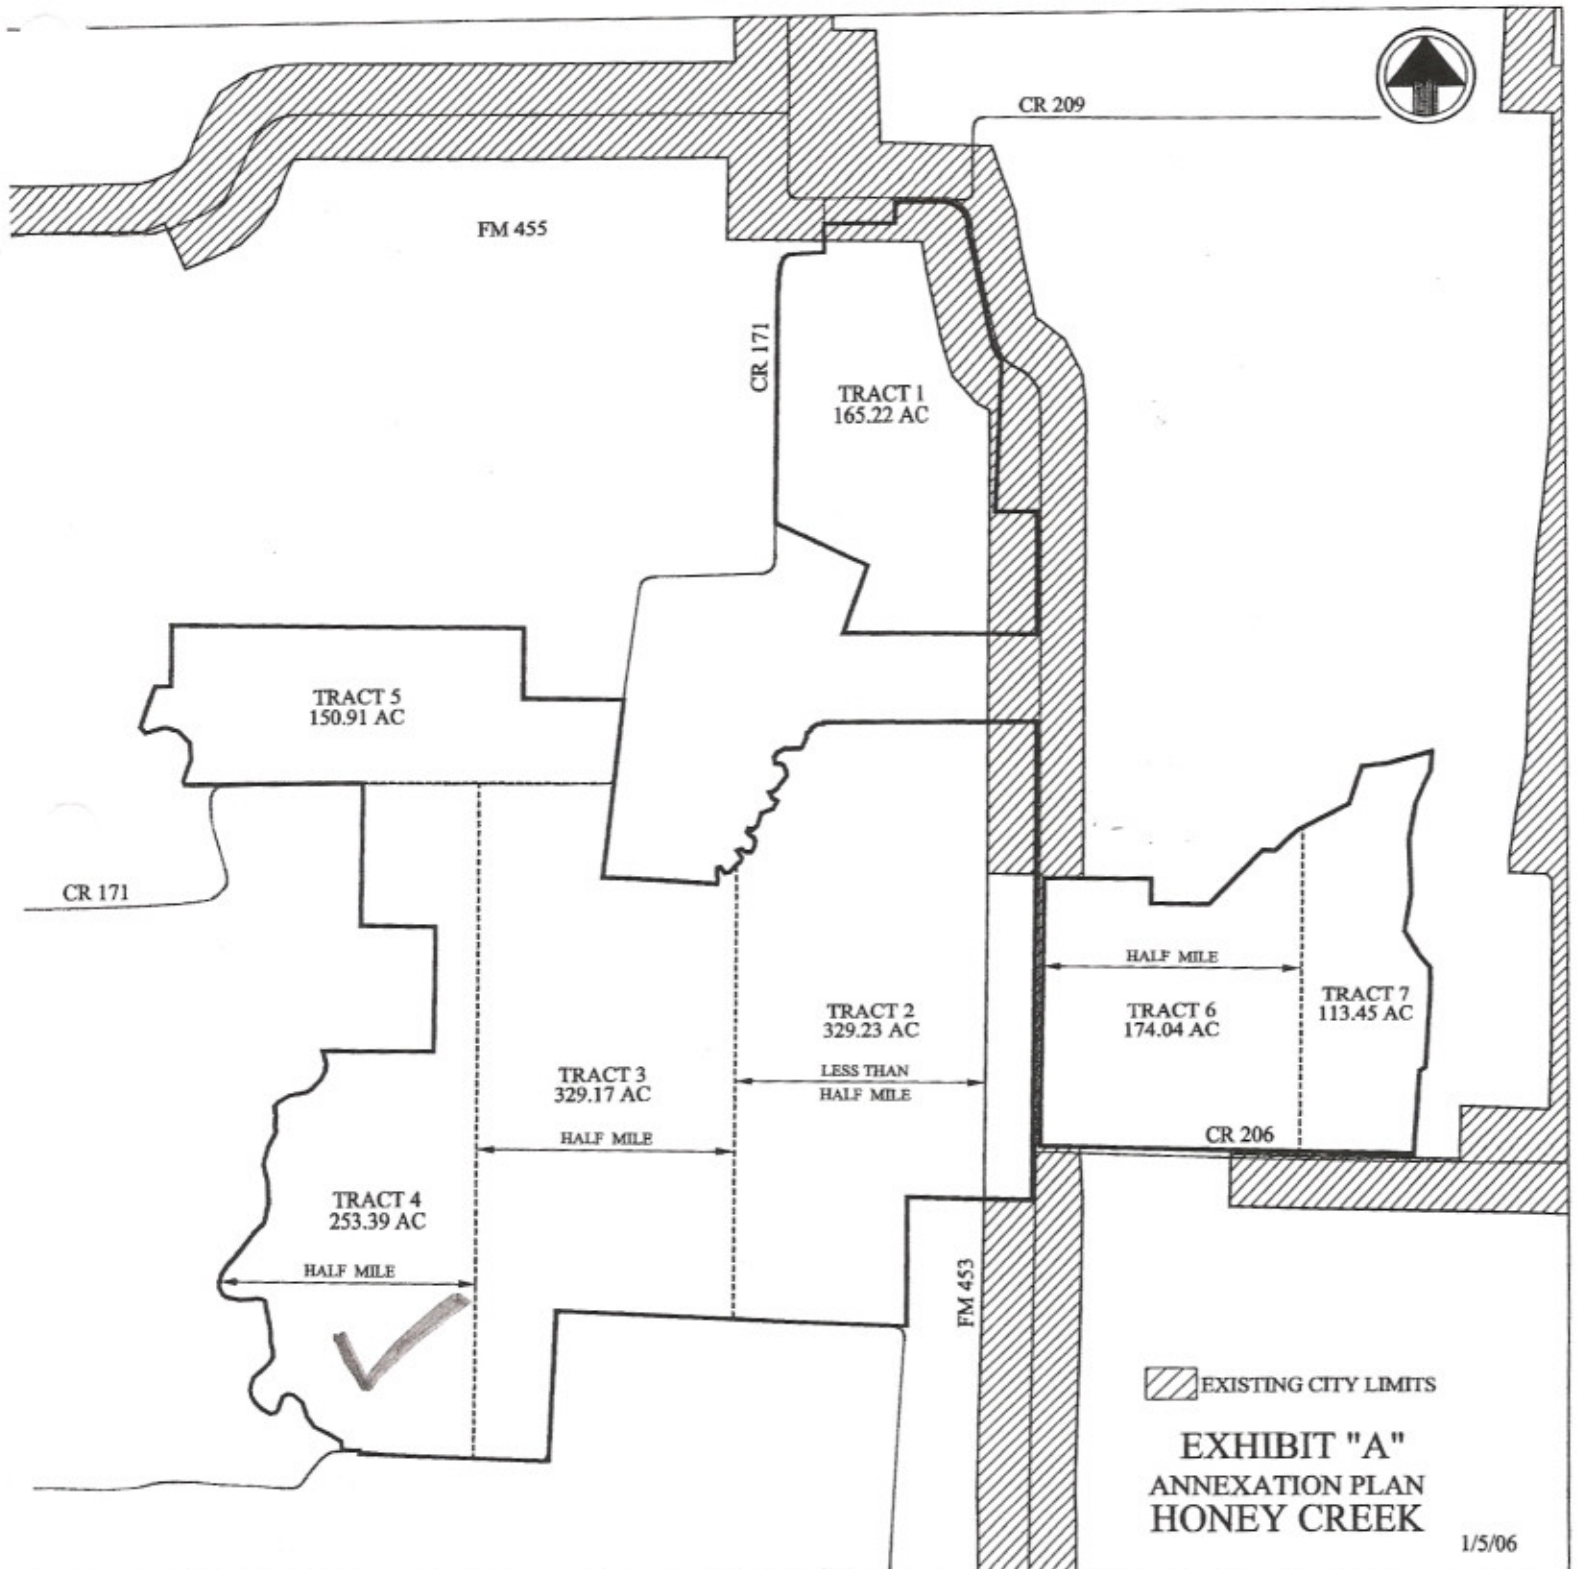 CR 209
FM 455
CR 171
TRACT 1
165.22 AC
TRACT 5
150.91 AC
CR 171
HALF MILE
TRACT 2
329.23 AC
TRACT 6
174.04 AC
TRACT 7
113.45 AC
TRACT 3
329.17 AC
LESS THAN
HALF MILE
HALF MILE
CR 206
TRACT 4
253.39 AC
HALF MILE
FM 453
EXISTING CITY LIMITS
EXHIBIT "A"
ANNEXATION PLAN
HONEY CREEK
1/5/06